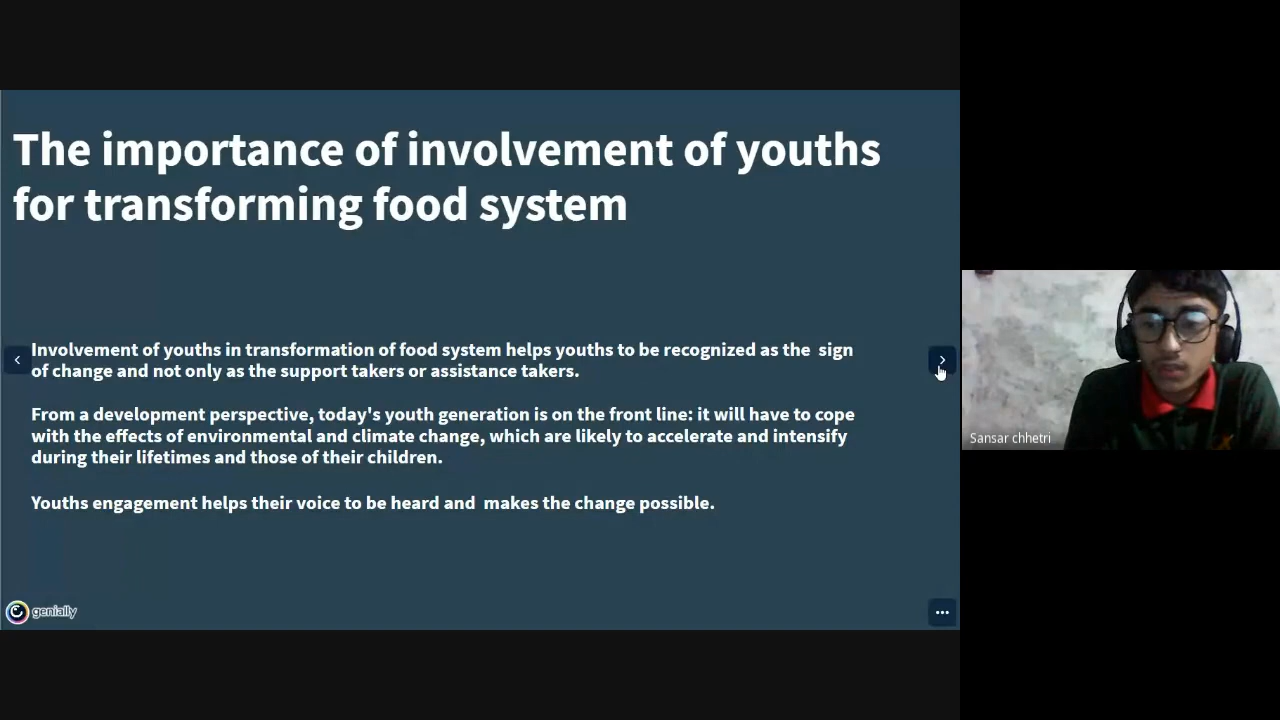 The importance of involvement of youths
for transforming food system
Involvement of youths in transformation of food system helps youths to be recognized as the  sign
of change and not only as the support takers or assistance takers.
From a development perspective, today's youth generation is on the front line: it will have to cope
with the effects of environmental and climate change, which are likely to accelerate and intensify
during their lifetimes and those of their children.
Youths engagement helps their voice to be heard and  makes the change possible.
genially
Sansar chhetri